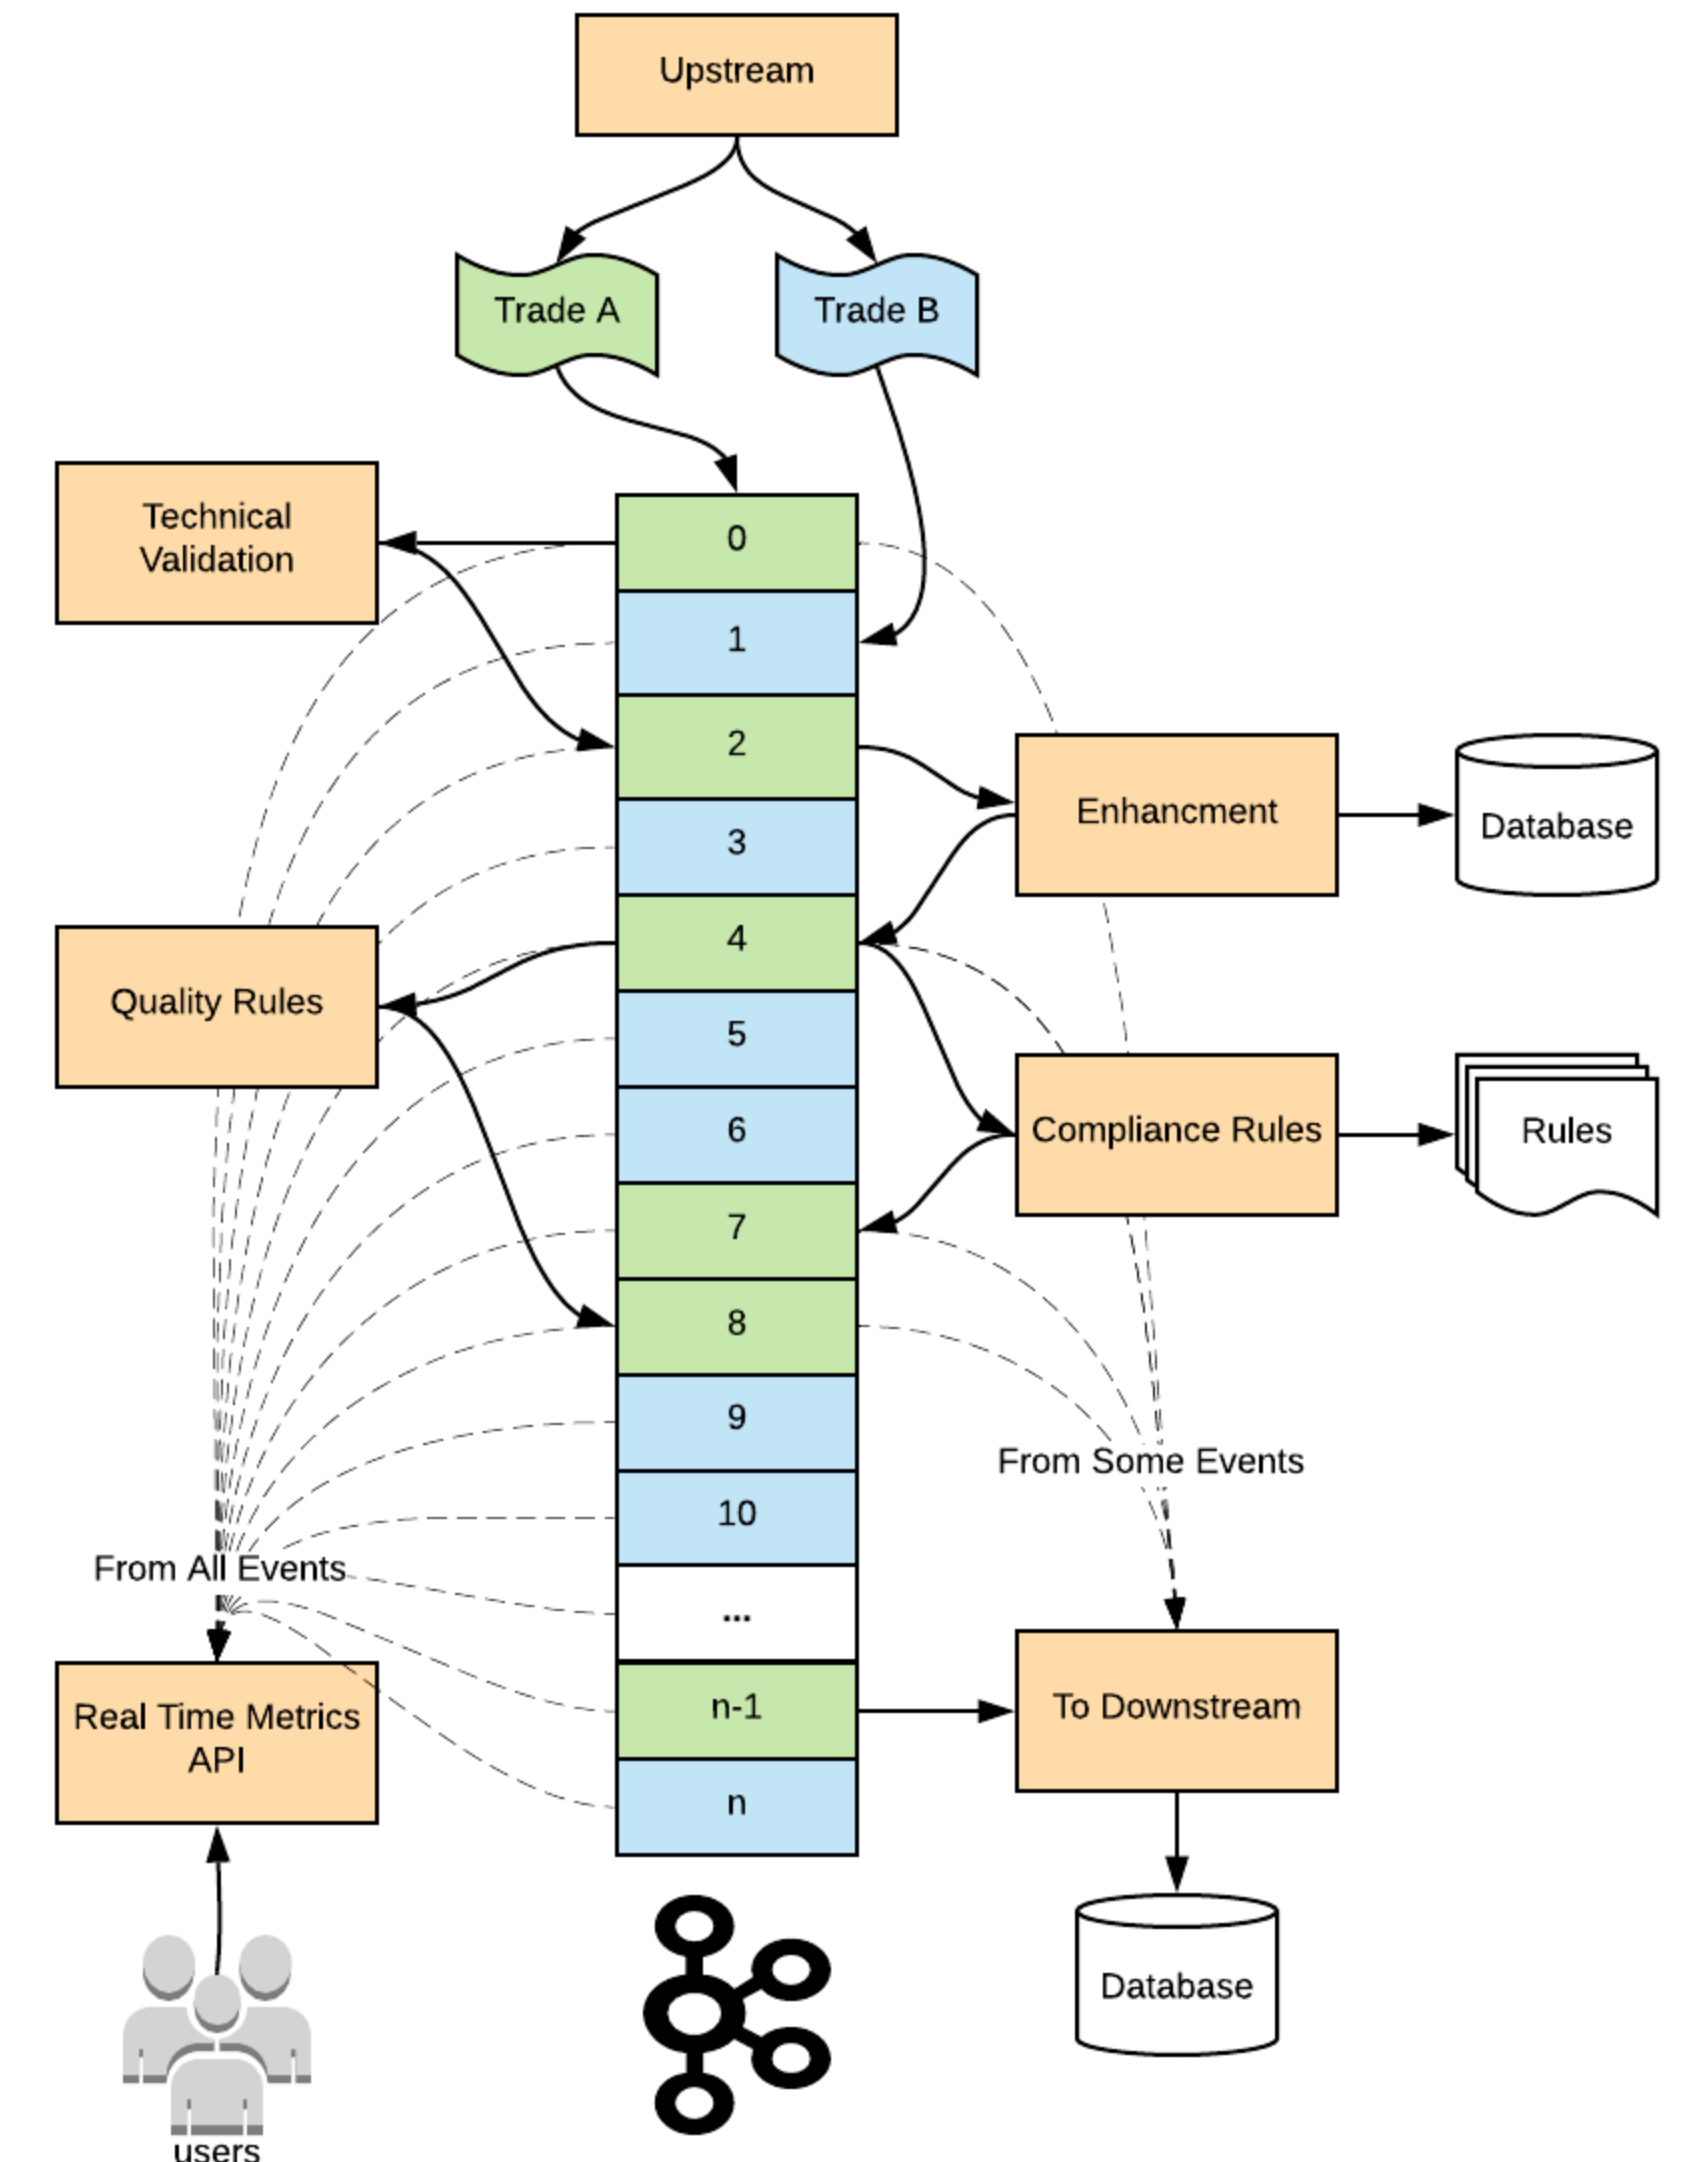 Upstream
Trade A
Trade B
Technical
Validation
0
1
2
3
4
5
6
7
8
9
10
...
n-1
n
Enhancment
Database
Quality Rules
Compliance Rules
Rules
From Some Events
From All Events
Real Time Metrics
API
To Downstream
Database
users